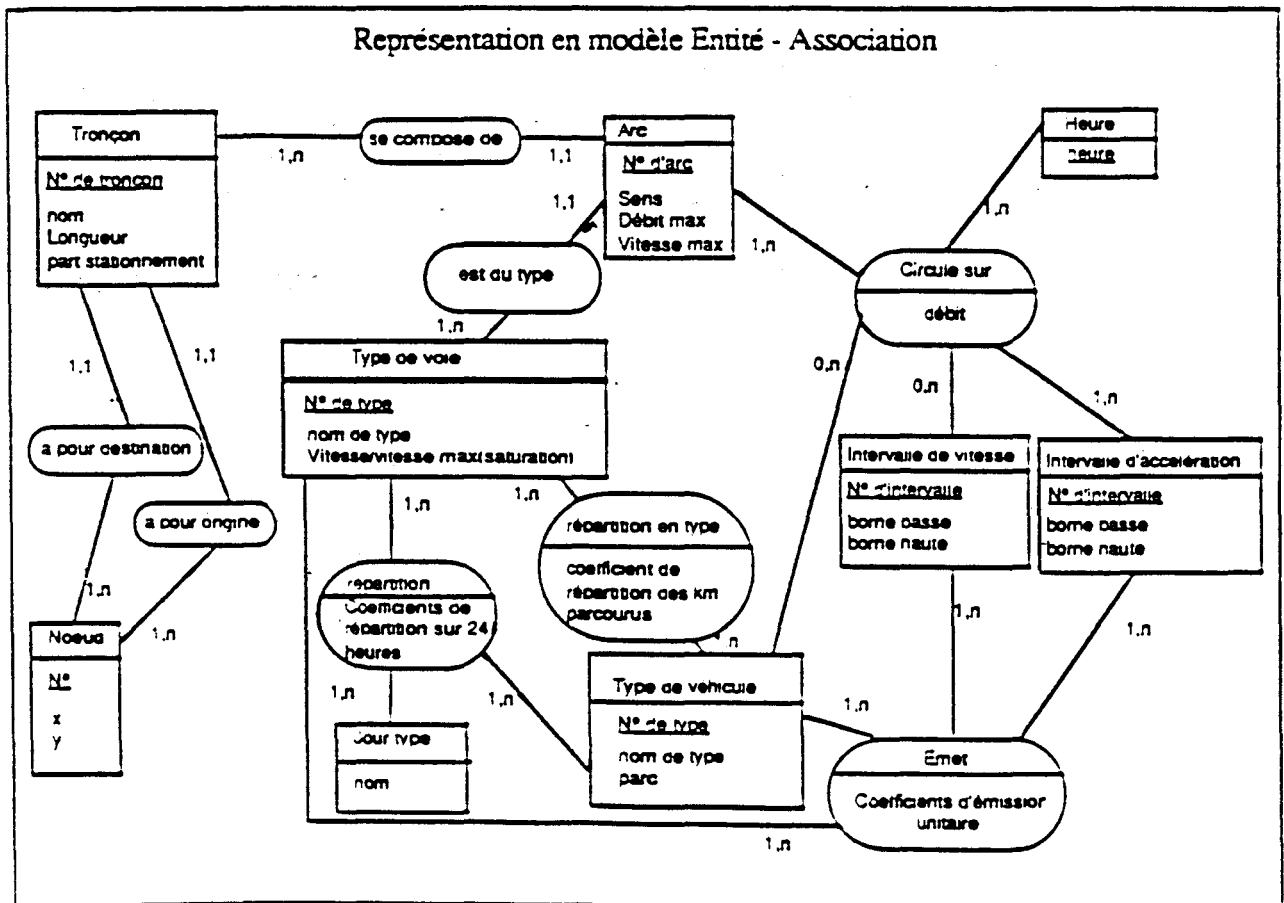 Représentation en modèle Entité - Association
Tronçon
N° de troncon
nom
Longueur
part stationnement
1,n
se compose de
1,1
Arc
N° d'arc
Sens
Débit max
Vitesse max
Heure
heure
1,n
1,n
Circule sur
débit
1,1
est du type
1,n
Type de voie
N° de type
nom de type
Vitesse/vitesse max(saturation)
1,1
1,1
a pour destination
a pour origine
1,n
1,n
Noeud
N°
x
y
0,n
0,n
1,n
Intervalle de vitesse
N° d'intervalle
borne basse
borne haute
Intervalle d'accélération
N° d'intervalle
borne basse
borne haute
1,n
1,n
répartition en type
coefficient de
répartition des km
parcourus
répartition
Coefficients de
répartition sur 24
heures
1,n
1,n
Jour type
nom
1,n
Type de véhicule
N° de type
nom de type
parc
1,n
1,n
1,n
Emet
Coefficients d'émission
unitaire
1,n